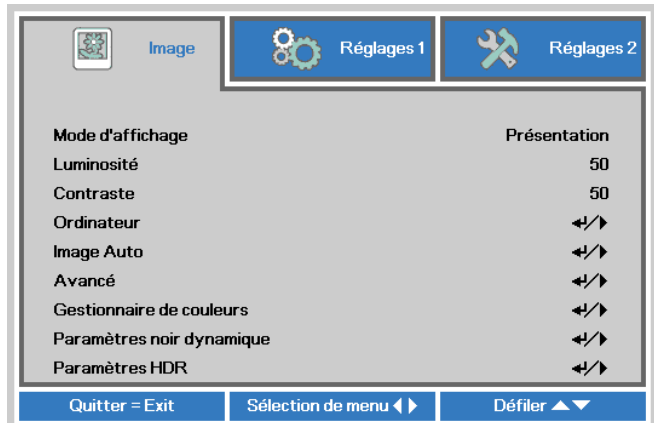 Image Réglages 1 Réglages 2
Mode d'affichage Présentation
Luminosité 50
Contraste 50
Ordinateur ↵/▶
Image Auto ↵/▶
Avancé ↵/▶
Gestionnaire de couleurs ↵/▶
Paramètres noir dynamique ↵/▶
Paramètres HDR ↵/▶
Quitter = Exit Sélection de menu ◀▶ Défiler ▲▼